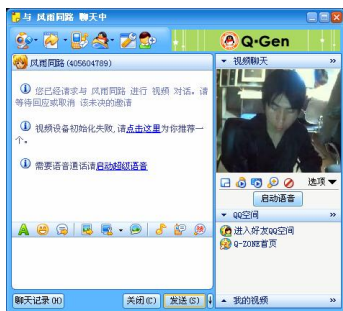 与 风雨同路 聊天中
Q·Gen
风雨同路 (405604789)
视频聊天
您已经请求与 风雨同路 进行 视频 对话。请
等待回应或取消 该未决的邀请
视频设备初始化失败,请点击这里为你推荐一
个。
需要语音通话请启动超级语音
选项
启动语音
QQ空间
进入好友QQ空间
Q-ZONE首页
聊天记录(H)
关闭(C)
发送(S)
我的视频